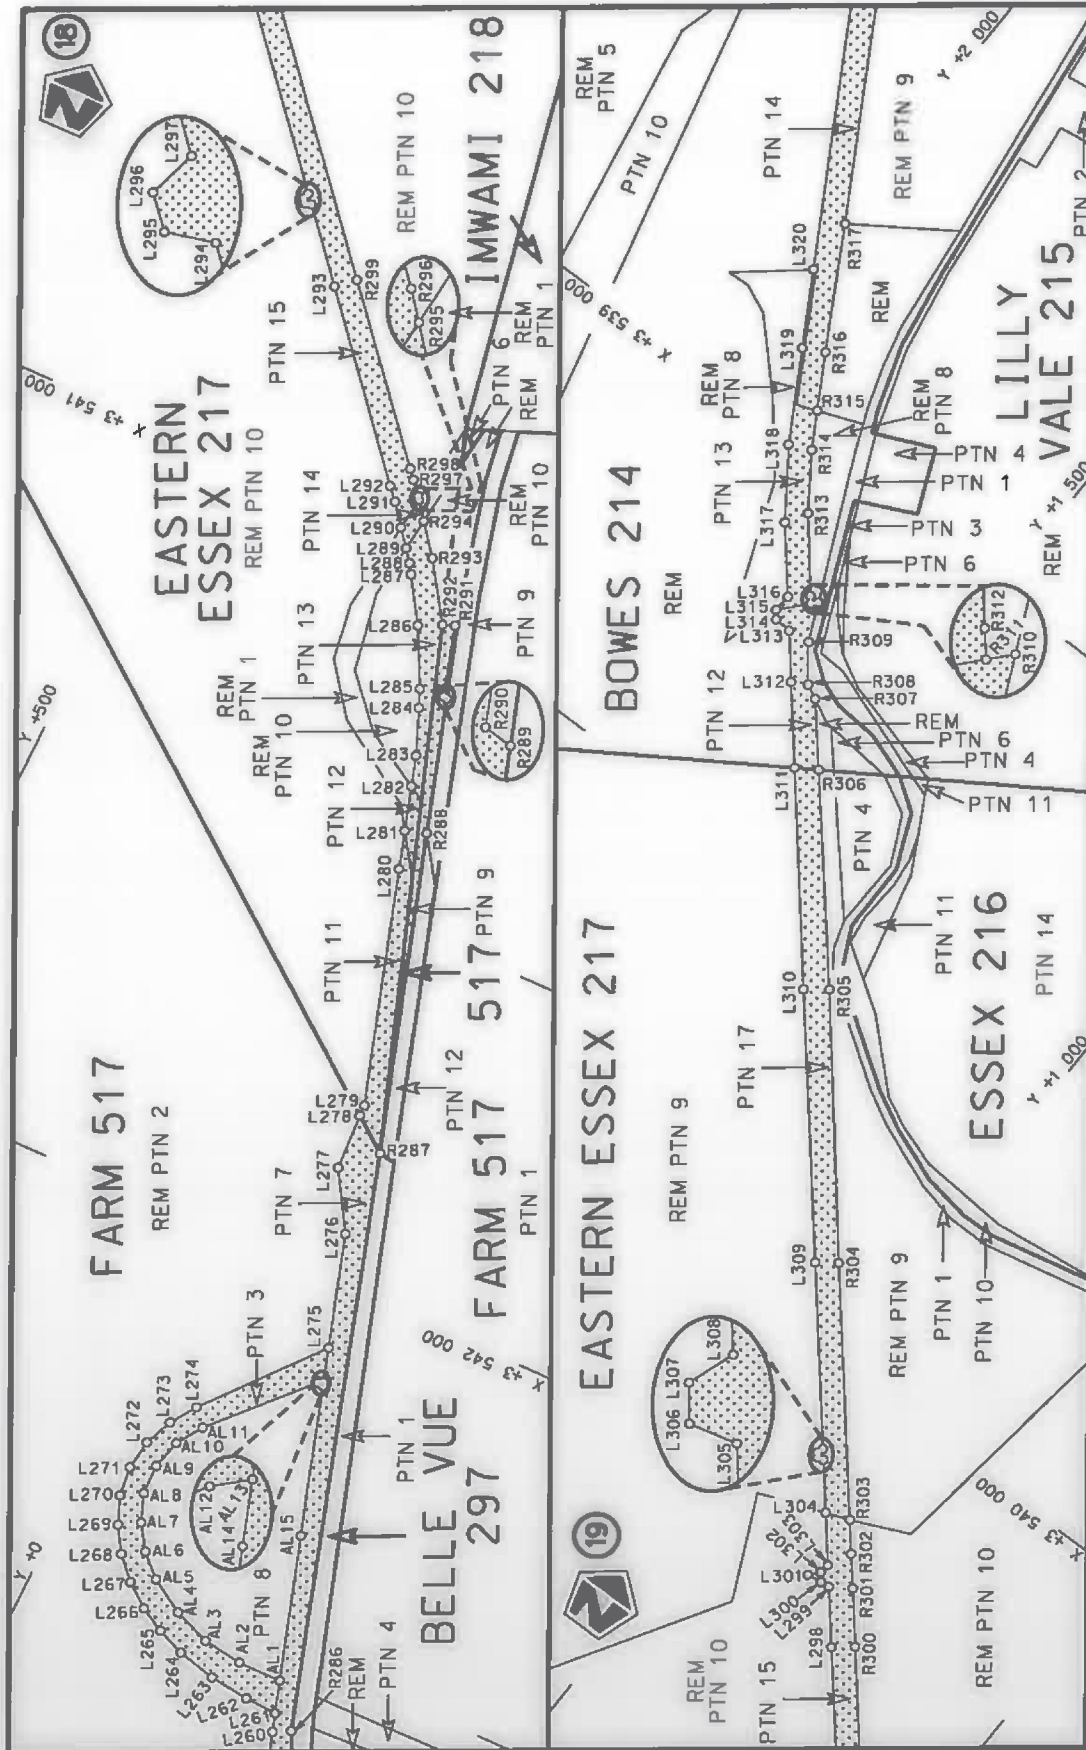 18
Y +0
Y +500
X +3 541 000
FARM 517
REM PTN 2
EASTERN
ESSEX 217
REM PTN 10
L260
L261
L262
L263
L264
L265
L266
L267
L268
L269
L270
L271
L272
L273
L274
PTN 3
L275
L276
L277
L278
L279
L280
L281
L282
L283
L284
L285
L286
L287
L288
L289
L290
L291
L292
L293
L294
L295
L296
L297
AL1
AL2
AL3
AL4
AL5
AL6
AL7
AL8
AL9
AL10
AL11
AL12
AL13
AL14
AL15
PTN 8
PTN 7
PTN 11
PTN 12
REM
PTN 10
REM
PTN 1
PTN 13
PTN 14
PTN 15
R286
R287
R288
R289
R290
R291
R292
R293
R294
R295
R296
R297
R298
R299
REM PTN 10
REM
PTN 4
BELLE VUE
297
PTN 1
X +3 542 000
FARM 517
PTN 1
PTN 12
517
PTN 9
PTN 9
REM
PTN 10
PTN 6
REM
REM
PTN 1
IMWAMI 218
19
REM
PTN 10
PTN 15
L298
L299
L300
L301
L302
L303
L304
L305
L306
L307
L308
L309
L310
L311
L312
L313
L314
L315
L316
L317
L318
L319
L320
EASTERN ESSEX 217
REM PTN 9
PTN 17
BOWES 214
REM
PTN 12
PTN 13
REM
PTN 8
PTN 14
REM
PTN 5
PTN 10
X +3 539 000
R300
R301
R302
R303
R304
R305
R306
R307
R308
R309
R310
R311
R312
R313
R314
R315
R316
R317
REM PTN 10
X +3 540 000
REM PTN 9
PTN 1
PTN 10
Y +1 000
ESSEX 216
PTN 14
PTN 11
PTN 4
PTN 11
PTN 4
PTN 6
REM
PTN 6
PTN 3
PTN 1
PTN 4
REM
PTN 8
REM
REM
Y +1 500
LILLY
VALE 215
PTN 2
REM PTN 9
Y +2 000